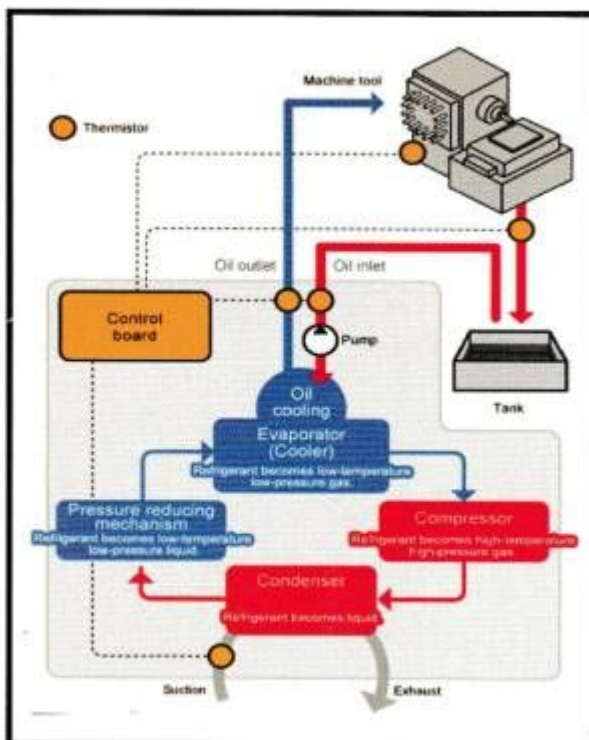 Machine tool
Thermistor
Oil outlet
Oil inlet
Control
board
Pump
Tank
Oil
cooling
Evaporator
(Cooler)
Refrigerant becomes low-temperature
low-pressure gas.
Pressure reducing
mechanism
Refrigerant becomes low-temperature
low-pressure liquid.
Compressor
Refrigerant becomes high-temperature
high-pressure gas
Condenser
Refrigerant becomes liquid.
Suction
Exhaust